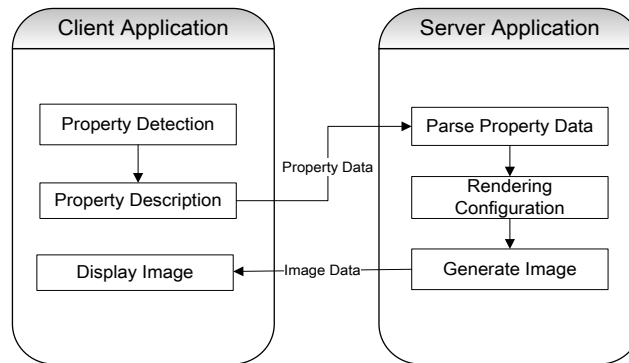 Client Application
Property Detection
Property Description
Display Image
Property Data
Image Data
Server Application
Parse Property Data
Rendering
Configuration
Generate Image